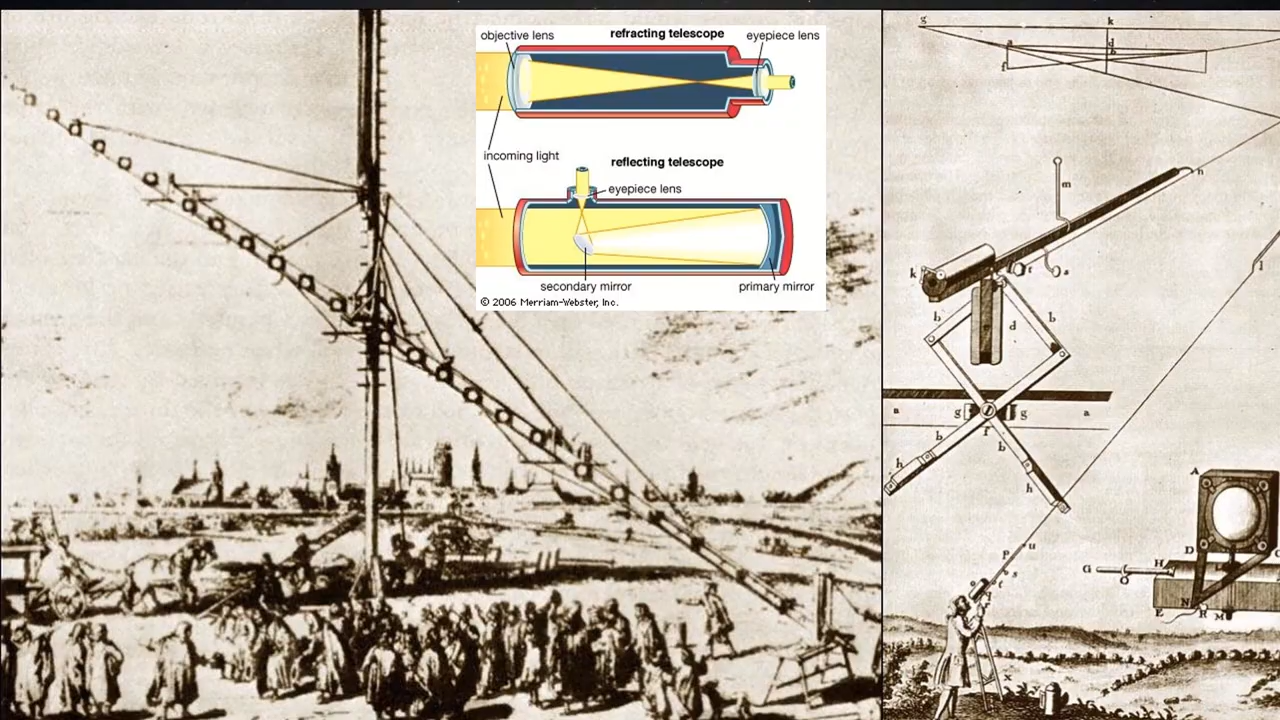 objective lens
refracting telescope
eyepiece lens
incoming light
reflecting telescope
eyepiece lens
secondary mirror
primary mirror
© 2006 Merriam-Webster, Inc.
g
k
a
d
b
f
m
n
k
r
s
b
b
d
l
a
g
g
a
f
b
b
h
h
A
D
C
G
O
H
E
N
R
M
p
u
s
t
x